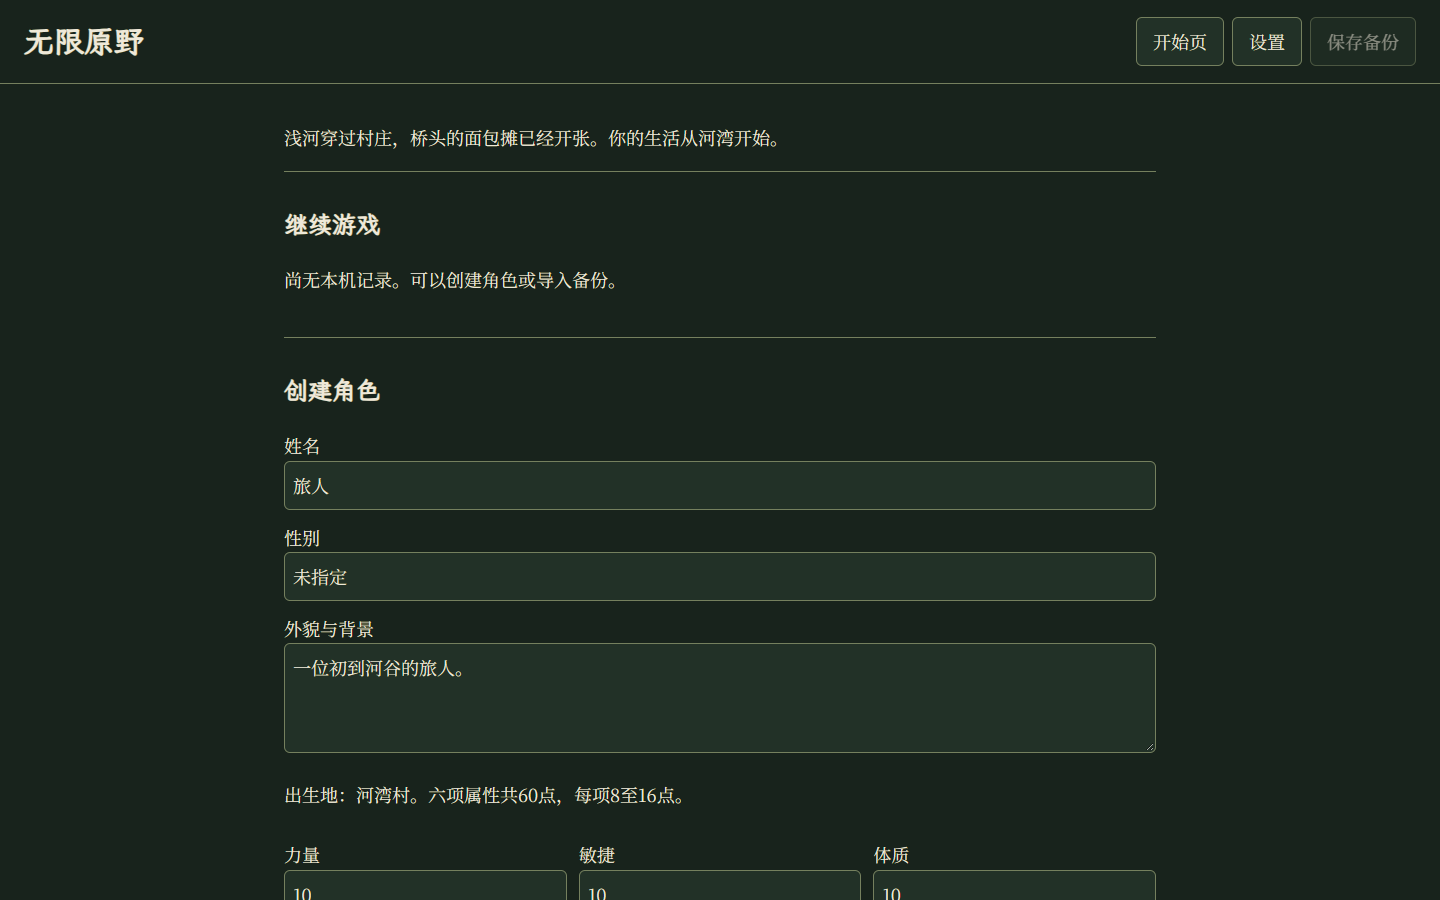 无限原野
开始页
设置
保存备份
浅河穿过村庄，桥头的面包摊已经开张。你的生活从河湾开始。
继续游戏
尚无本机记录。可以创建角色或导入备份。
创建角色
姓名
旅人
性别
未指定
外貌与背景
一位初到河谷的旅人。
出生地：河湾村。六项属性共60点，每项8至16点。
力量
敏捷
体质
10
10
10